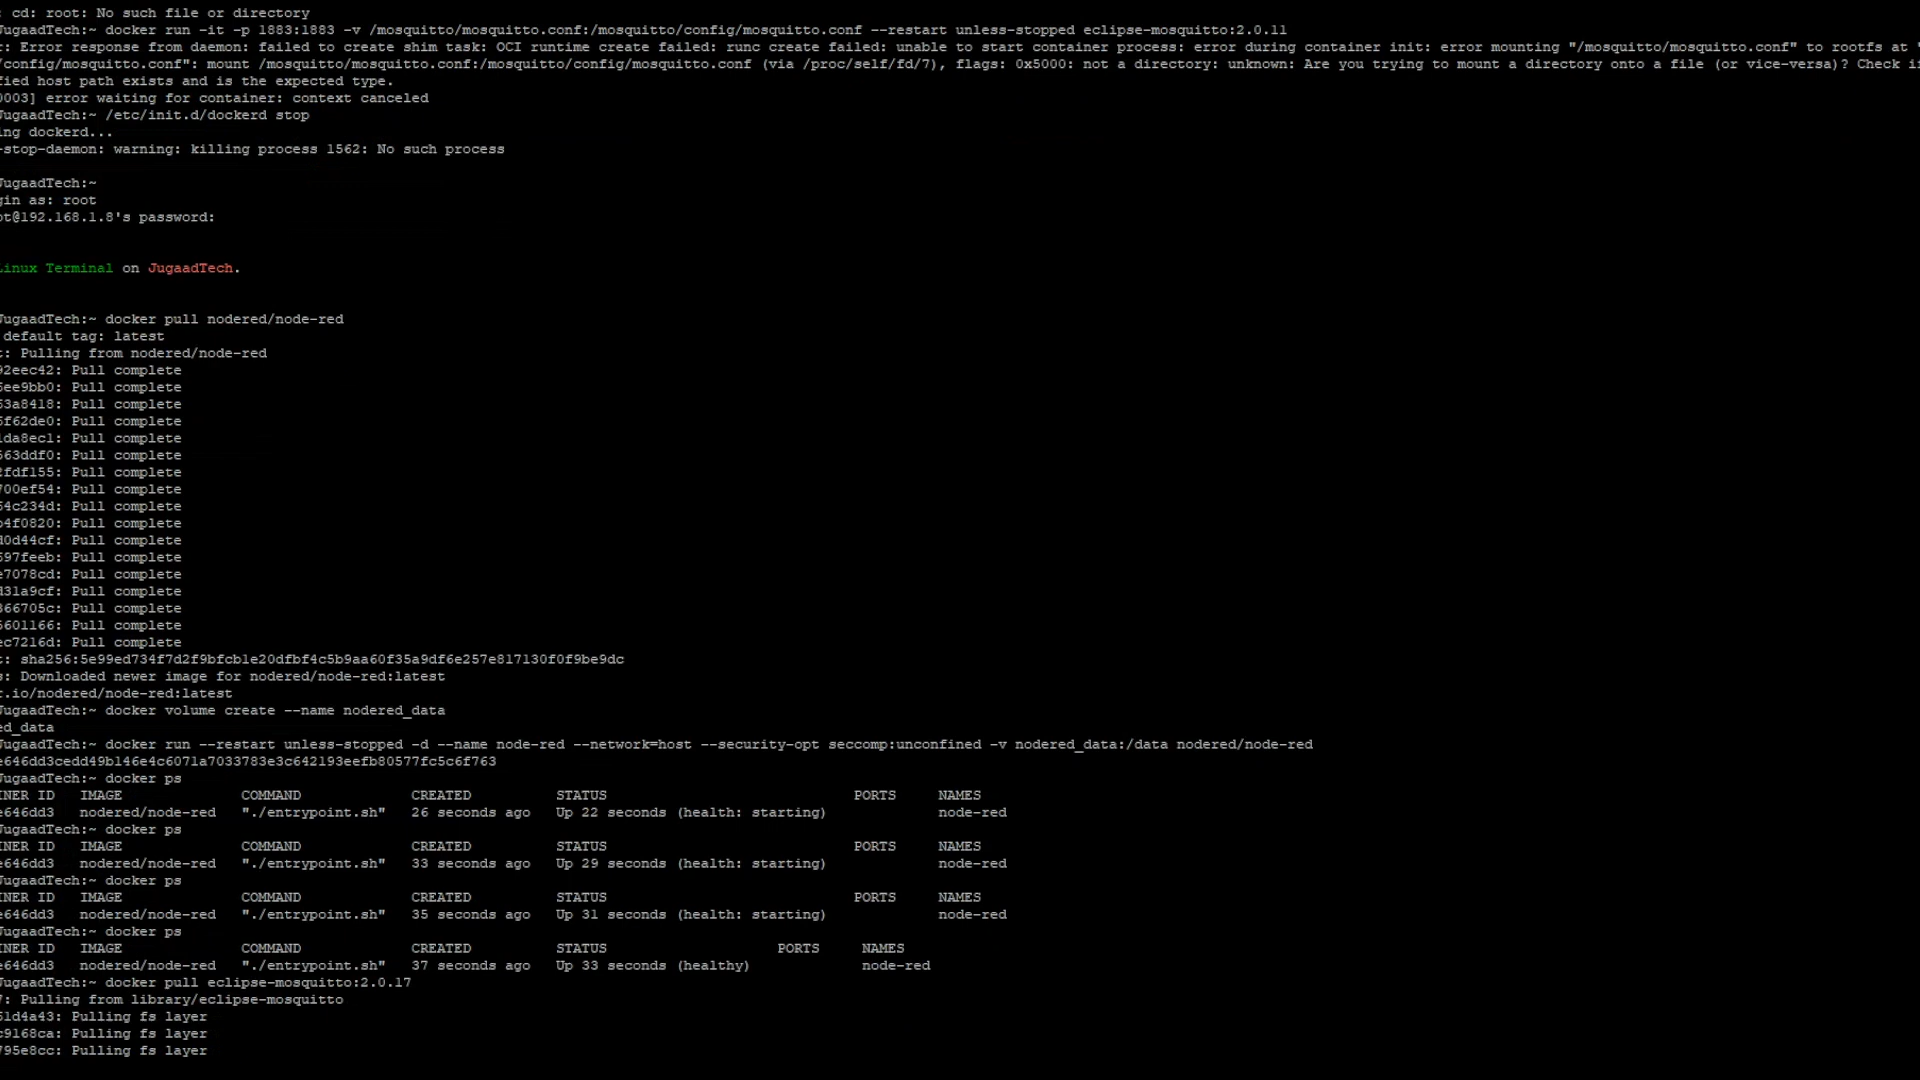 : cd: root: No such file or directory
JugaadTech:~ docker run -it -p 1883:1883 -v /mosquitto/mosquitto.conf:/mosquitto/config/mosquitto.conf --restart unless-stopped eclipse-mosquitto:2.0.11
r: Error response from daemon: failed to create shim task: OCI runtime create failed: runc create failed: unable to start container process: error during container init: error mounting "/mosquitto/mosquitto.conf" to rootfs at "
/config/mosquitto.conf": mount /mosquitto/mosquitto.conf:/mosquitto/config/mosquitto.conf (via /proc/self/fd/7), flags: 0x5000: not a directory: unknown: Are you trying to mount a directory onto a file (or vice-versa)? Check i
fied host path exists and is the expected type.
0003] error waiting for container: context canceled
JugaadTech:~ /etc/init.d/dockerd stop
ing dockerd...
-stop-daemon: warning: killing process 1562: No such process
JugaadTech:~
gin as: root
ot@192.168.1.8's password:
Linux Terminal on JugaadTech.
JugaadTech:~ docker pull nodered/node-red
default tag: latest
t: Pulling from nodered/node-red
92eec42: Pull complete
5ee9bb0: Pull complete
53a8418: Pull complete
5f62de0: Pull complete
1da8ec1: Pull complete
563ddf0: Pull complete
2fdf155: Pull complete
700ef54: Pull complete
54c234d: Pull complete
b4f0820: Pull complete
d0d44cf: Pull complete
597feeb: Pull complete
e7078cd: Pull complete
d31a9cf: Pull complete
366705c: Pull complete
5601166: Pull complete
ec7216d: Pull complete
t: sha256:5e99ed734f7d2f9bfcb1e20dfbf4c5b9aa60f35a9df6e257e817130f0f9be9dc
s: Downloaded newer image for nodered/node-red:latest
r.io/nodered/node-red:latest
JugaadTech:~ docker volume create --name nodered_data
ed_data
JugaadTech:~ docker run --restart unless-stopped -d --name node-red --network=host --security-opt seccomp:unconfined -v nodered_data:/data nodered/node-red
e646dd3cedd49b146e4c6071a7033783e3c642193eefb80577fc5c6f763
JugaadTech:~ docker ps
INER ID   IMAGE              COMMAND             CREATED          STATUS                             PORTS     NAMES
e646dd3   nodered/node-red   "./entrypoint.sh"   26 seconds ago   Up 22 seconds (health: starting)             node-red
JugaadTech:~ docker ps
INER ID   IMAGE              COMMAND             CREATED          STATUS                             PORTS     NAMES
e646dd3   nodered/node-red   "./entrypoint.sh"   33 seconds ago   Up 29 seconds (health: starting)             node-red
JugaadTech:~ docker ps
INER ID   IMAGE              COMMAND             CREATED          STATUS                             PORTS     NAMES
e646dd3   nodered/node-red   "./entrypoint.sh"   35 seconds ago   Up 31 seconds (health: starting)             node-red
JugaadTech:~ docker ps
INER ID   IMAGE              COMMAND             CREATED          STATUS                    PORTS     NAMES
e646dd3   nodered/node-red   "./entrypoint.sh"   37 seconds ago   Up 33 seconds (healthy)             node-red
JugaadTech:~ docker pull eclipse-mosquitto:2.0.17
7: Pulling from library/eclipse-mosquitto
51d4a43: Pulling fs layer
c9168ca: Pulling fs layer
795e8cc: Pulling fs layer